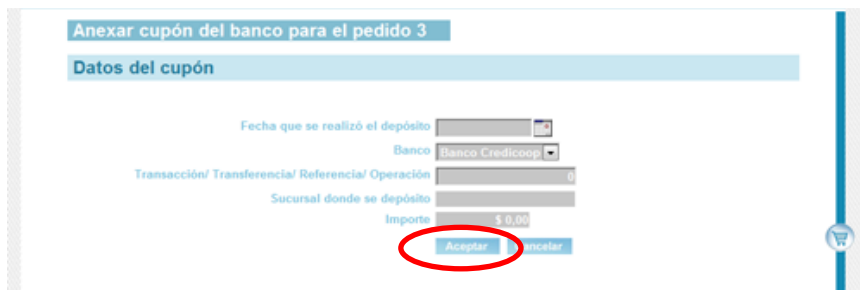 Anexar cupón del banco para el pedido 3
Datos del cupón
Fecha que se realizó el depósito
Banco Banco Credicoop
Transacción/ Transferencia/ Referencia/ Operación 0
Sucursal donde se depósito
Importe $ 0,00
Aceptar Cancelar